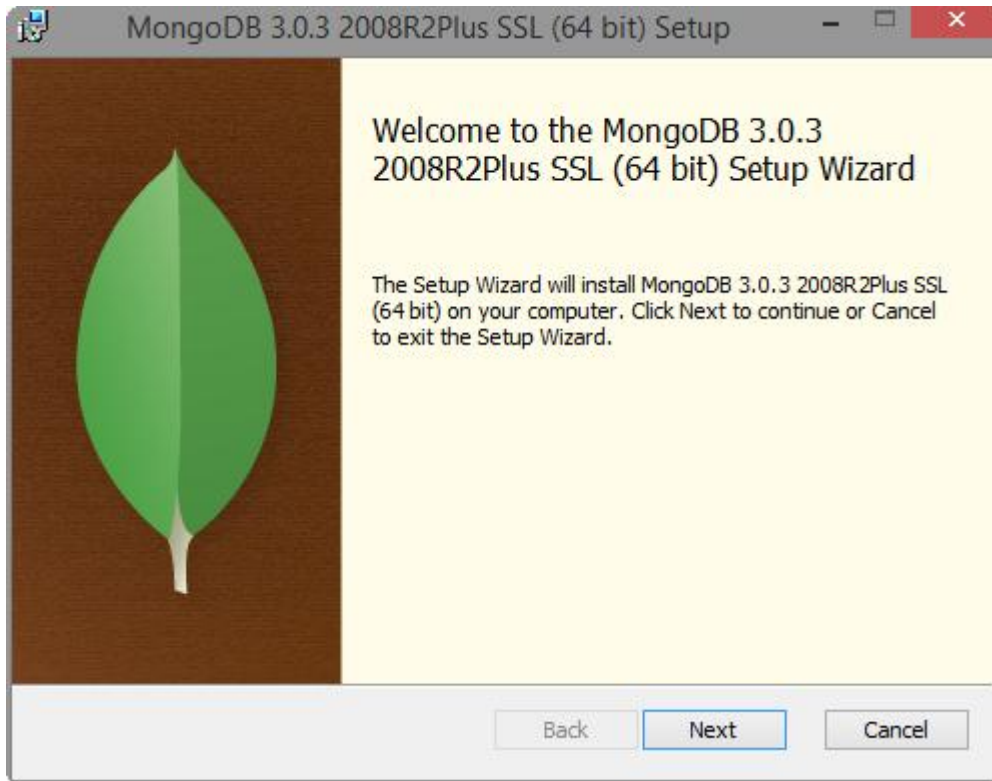 MongoDB 3.0.3 2008R2Plus SSL (64 bit) Setup
Welcome to the MongoDB 3.0.3
2008R2Plus SSL (64 bit) Setup Wizard
The Setup Wizard will install MongoDB 3.0.3 2008R2Plus SSL
(64 bit) on your computer. Click Next to continue or Cancel
to exit the Setup Wizard.
Back Next Cancel